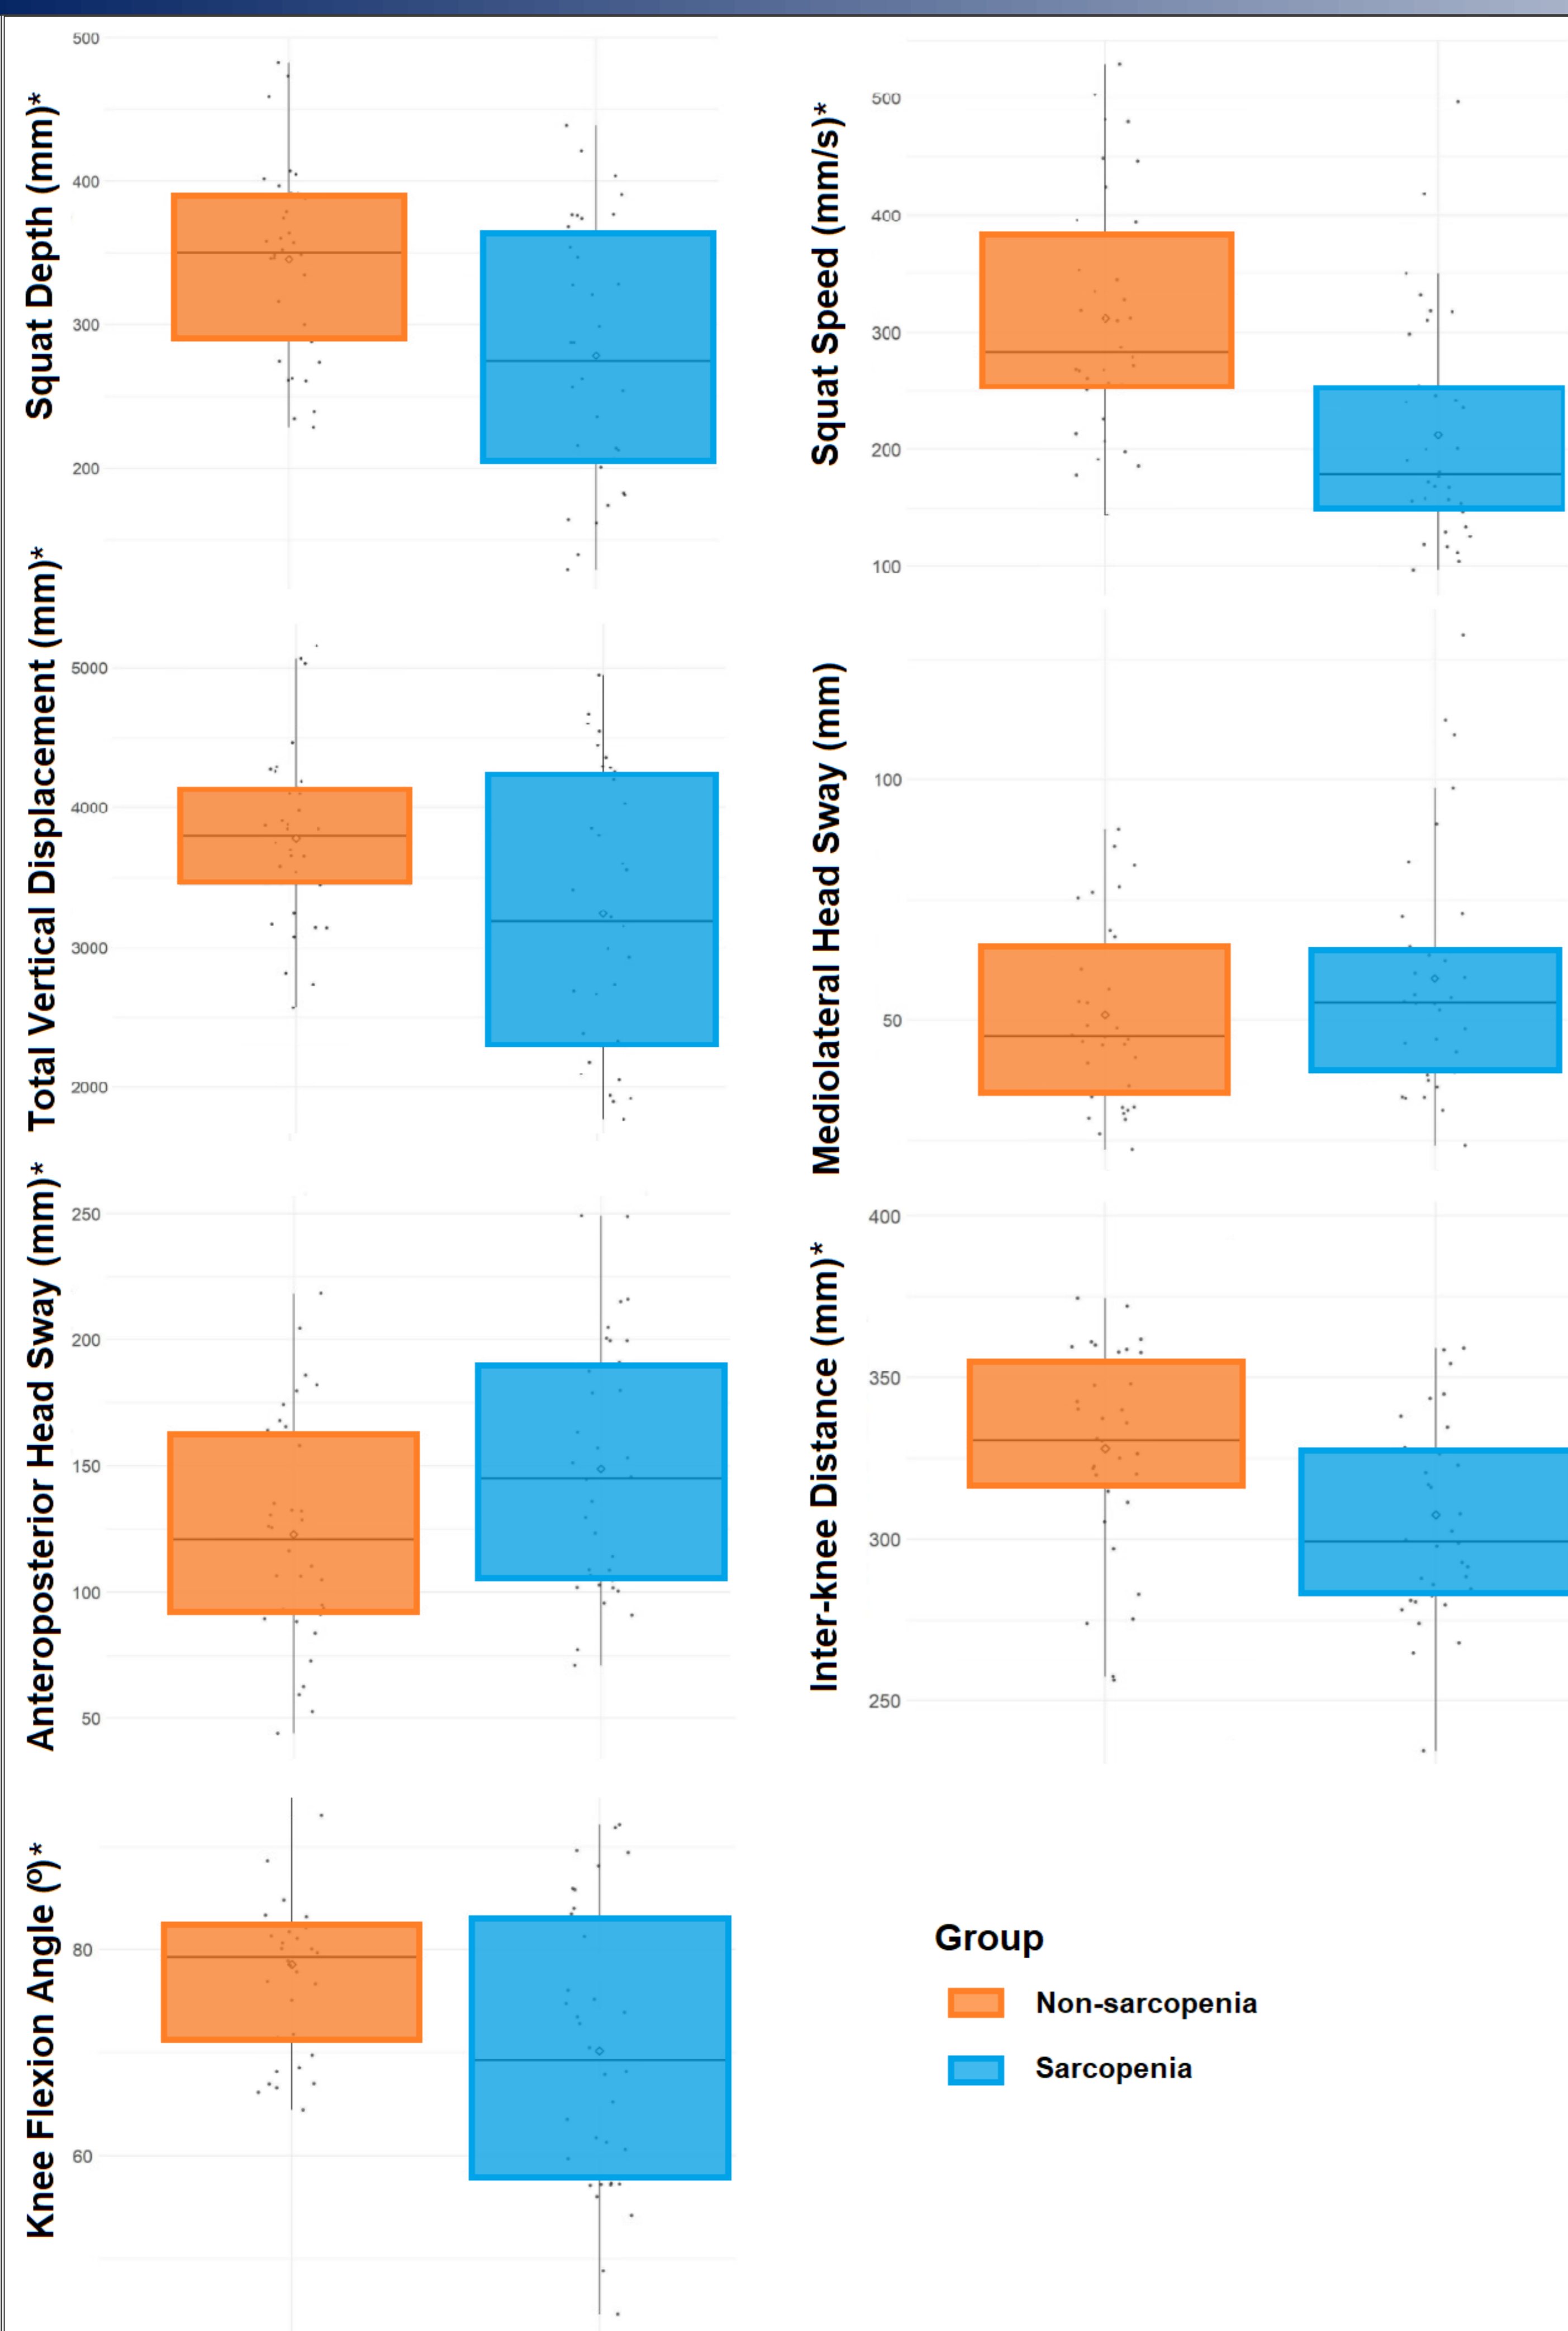 Squat Depth (mm)*
500
400
300
200
Squat Speed (mm/s)*
500
400
300
200
100
Total Vertical Displacement (mm)*
5000
4000
3000
2000
Mediolateral Head Sway (mm)
100
50
Anteroposterior Head Sway (mm)*
250
200
150
100
50
Inter-knee Distance (mm)*
400
350
300
250
Knee Flexion Angle (º)*
80
60
Group
Non-sarcopenia
Sarcopenia